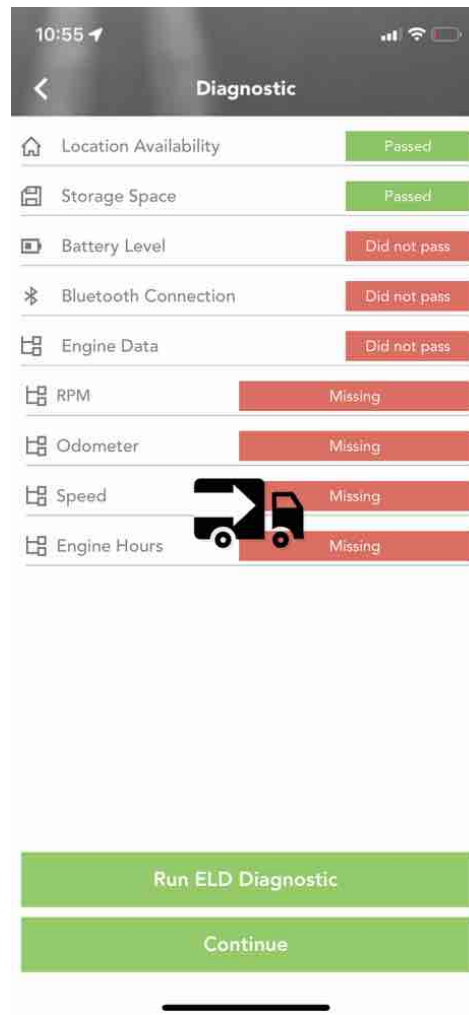 10:55
Diagnostic
Location Availability Passed
Storage Space Passed
Battery Level Did not pass
Bluetooth Connection Did not pass
Engine Data Did not pass
RPM Missing
Odometer Missing
Speed Missing
Engine Hours Missing
Run ELD Diagnostic
Continue